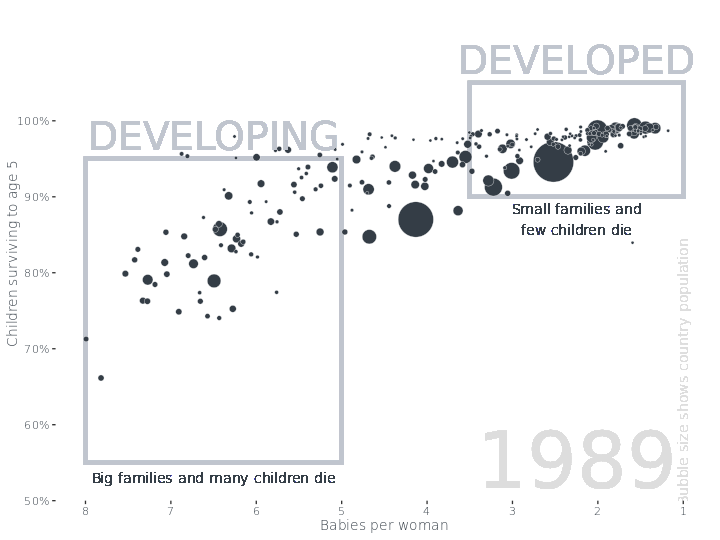 DEVELOPED
DEVELOPING
100%
90%
80%
70%
60%
50%
Children surviving to age 5
Small families and
few children die
Big families and many children die
1989
Bubble size shows country population
8 7 6 5 4 3 2 1
Babies per woman